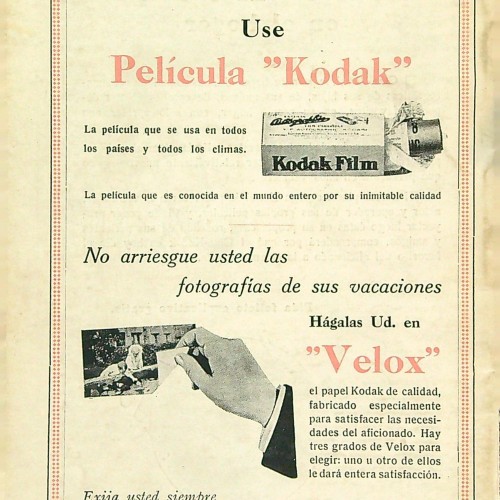 Use
Película "Kodak"
La película que se usa en todos
los países y todos los climas.
Kodak Film
La película que es conocida en el mundo entero por su inimitable calidad
No arriesgue usted las
fotografías de sus vacaciones
Hágalas Ud. en
"Velox"
el papel Kodak de calidad,
fabricado especialmente
para satisfacer las necesi-
dades del aficionado. Hay
tres grados de Velox para
elegir: uno u otro de ellos
le dará entera satisfacción.
Exija usted siempre